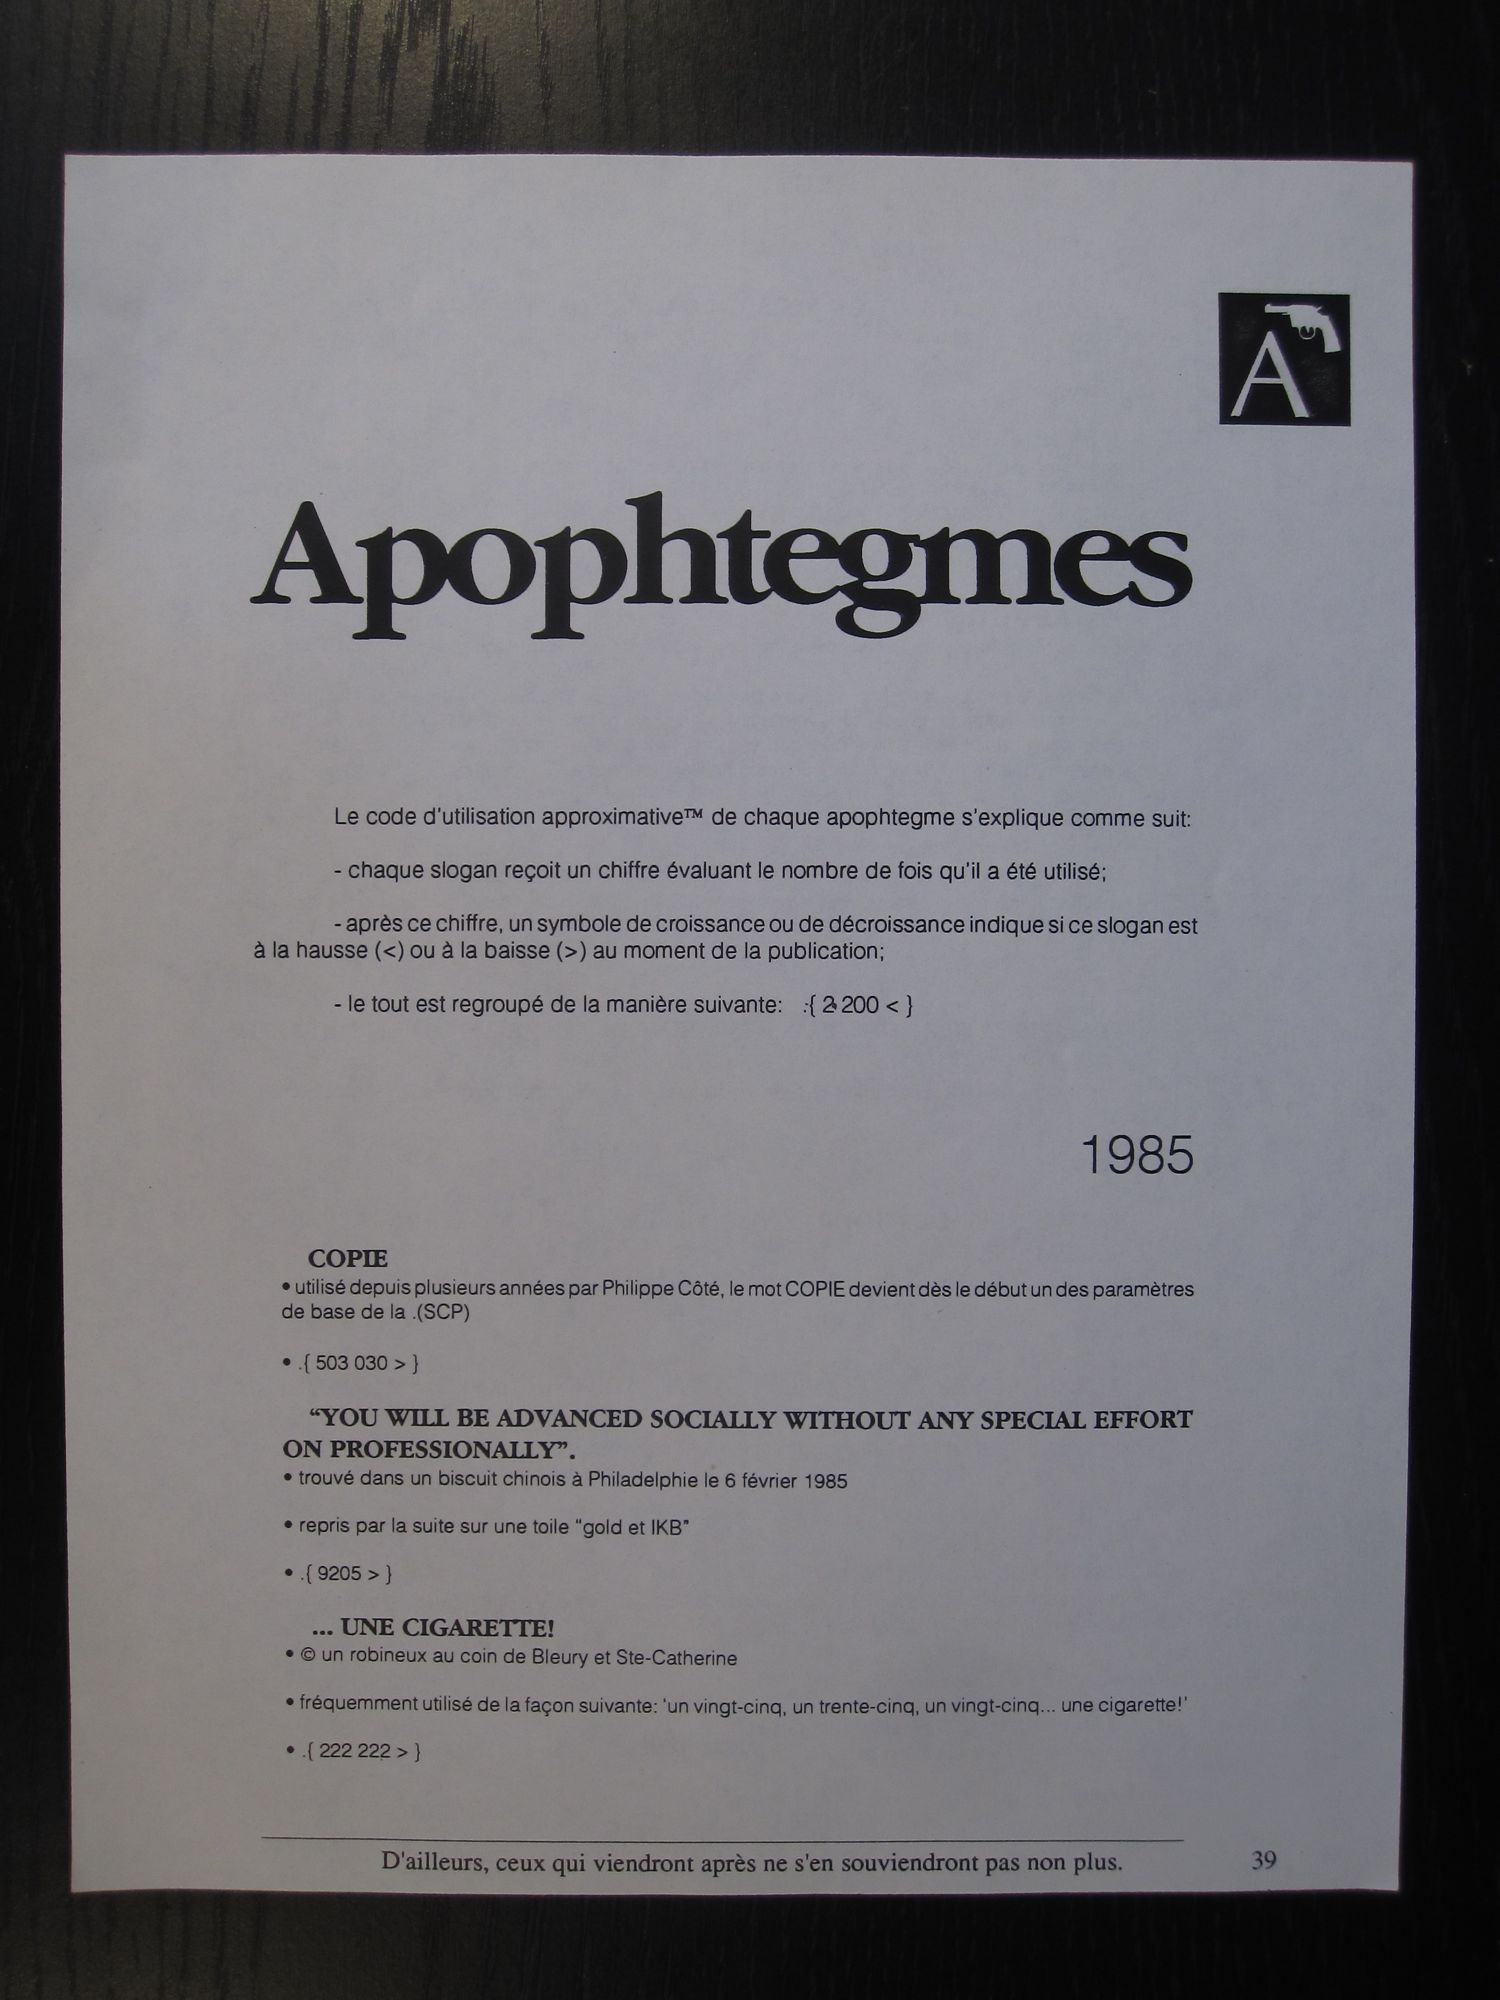 A
Apophtegmes
Le code d'utilisation approximative™ de chaque apophtegme s'explique comme suit:
- chaque slogan reçoit un chiffre évaluant le nombre de fois qu'il a été utilisé;
- après ce chiffre, un symbole de croissance ou de décroissance indique si ce slogan est
à la hausse (<) ou à la baisse (>) au moment de la publication;
- le tout est regroupé de la manière suivante: .{ 2 200 < }
1985
COPIE
• utilisé depuis plusieurs années par Philippe Côté, le mot COPIE devient dès le début un des paramètres
de base de la .(SCP)
• .{ 503 030 > }
“YOU WILL BE ADVANCED SOCIALLY WITHOUT ANY SPECIAL EFFORT
ON PROFESSIONALLY”.
• trouvé dans un biscuit chinois à Philadelphie le 6 février 1985
• repris par la suite sur une toile "gold et IKB"
• .{ 9205 > }
... UNE CIGARETTE!
• © un robineux au coin de Bleury et Ste-Catherine
• fréquemment utilisé de la façon suivante: 'un vingt-cinq, un trente-cinq, un vingt-cinq... une cigarette!'
• .{ 222 222 > }
D'ailleurs, ceux qui viendront après ne s'en souviendront pas non plus. 39